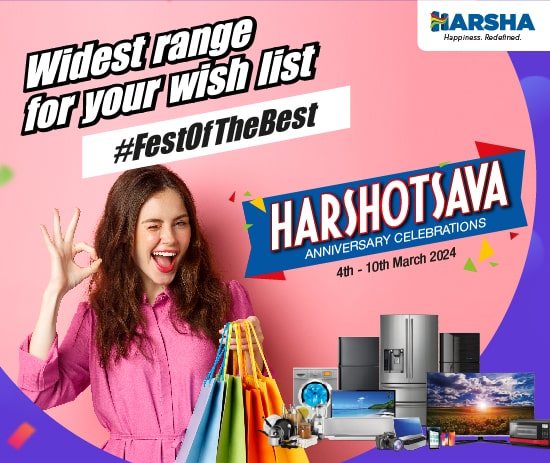 HARSHA
Happiness. Redefined.
Widest range
for your wish list
#FestOfTheBest
HARSHOTSAVA
ANNIVERSARY CELEBRATIONS
4th - 10th March 2024